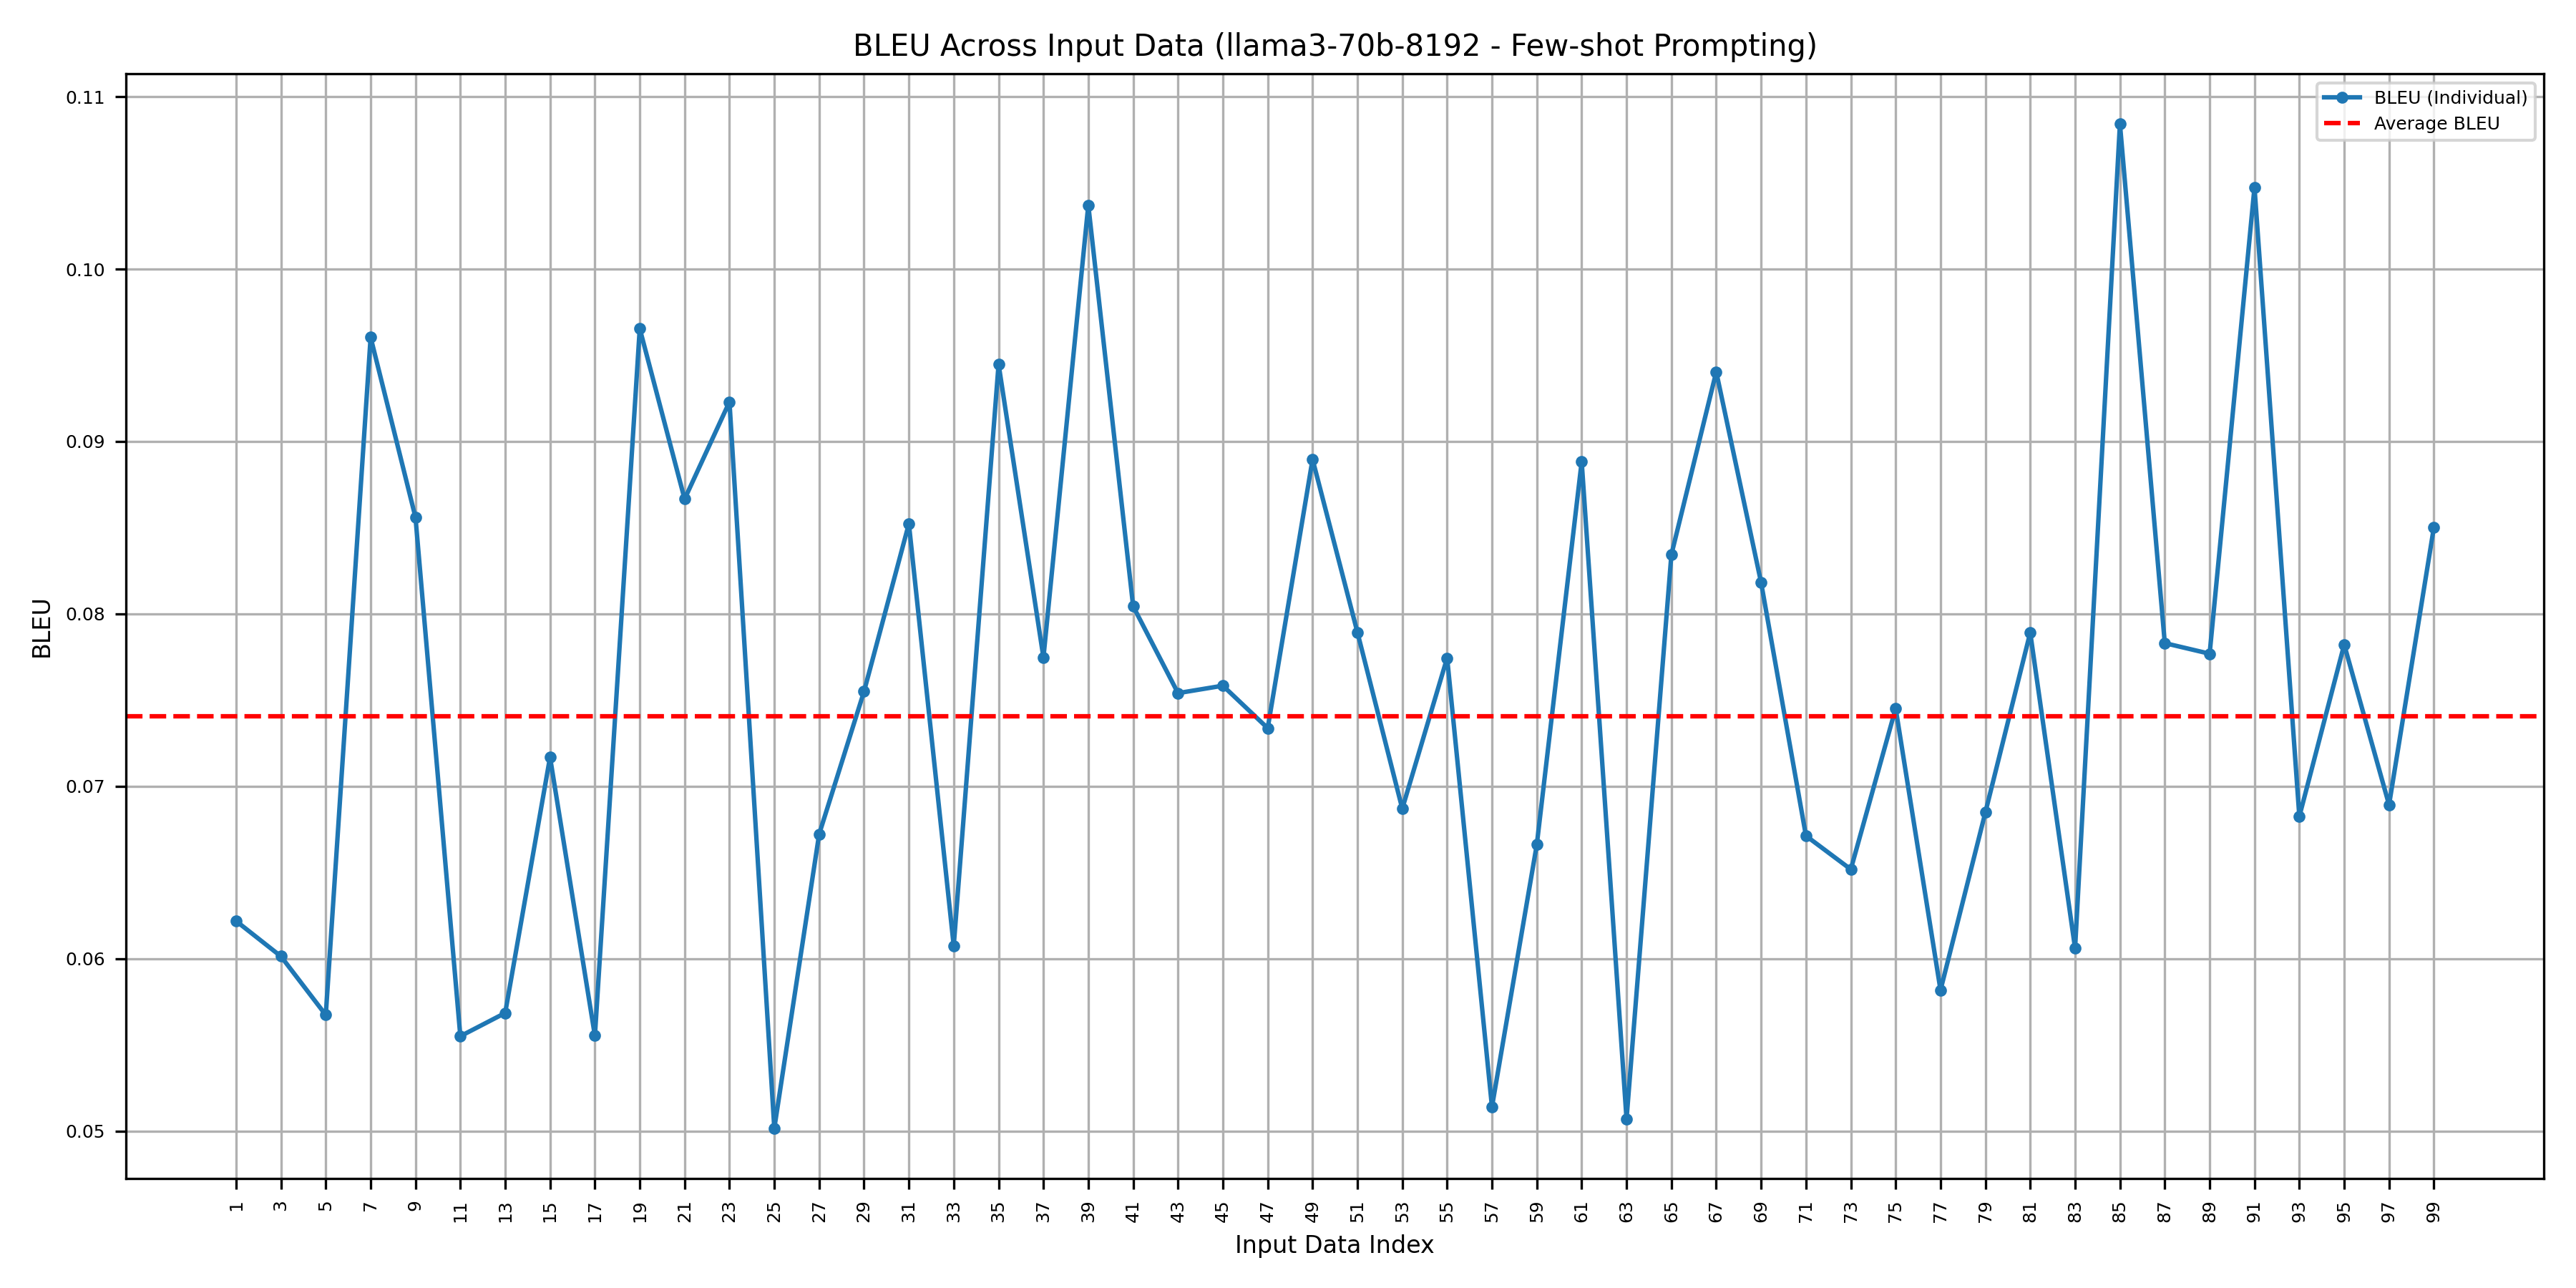 BLEU Across Input Data (llama3-70b-8192 - Few-shot Prompting)
BLEU (Individual)
Average BLEU
BLEU
0.11
0.10
0.09
0.08
0.07
0.06
0.05
1 3 5 7 9 11 13 15 17 19 21 23 25 27 29 31 33 35 37 39 41 43 45 47 49 51 53 55 57 59 61 63 65 67 69 71 73 75 77 79 81 83 85 87 89 91 93 95 97 99
Input Data Index